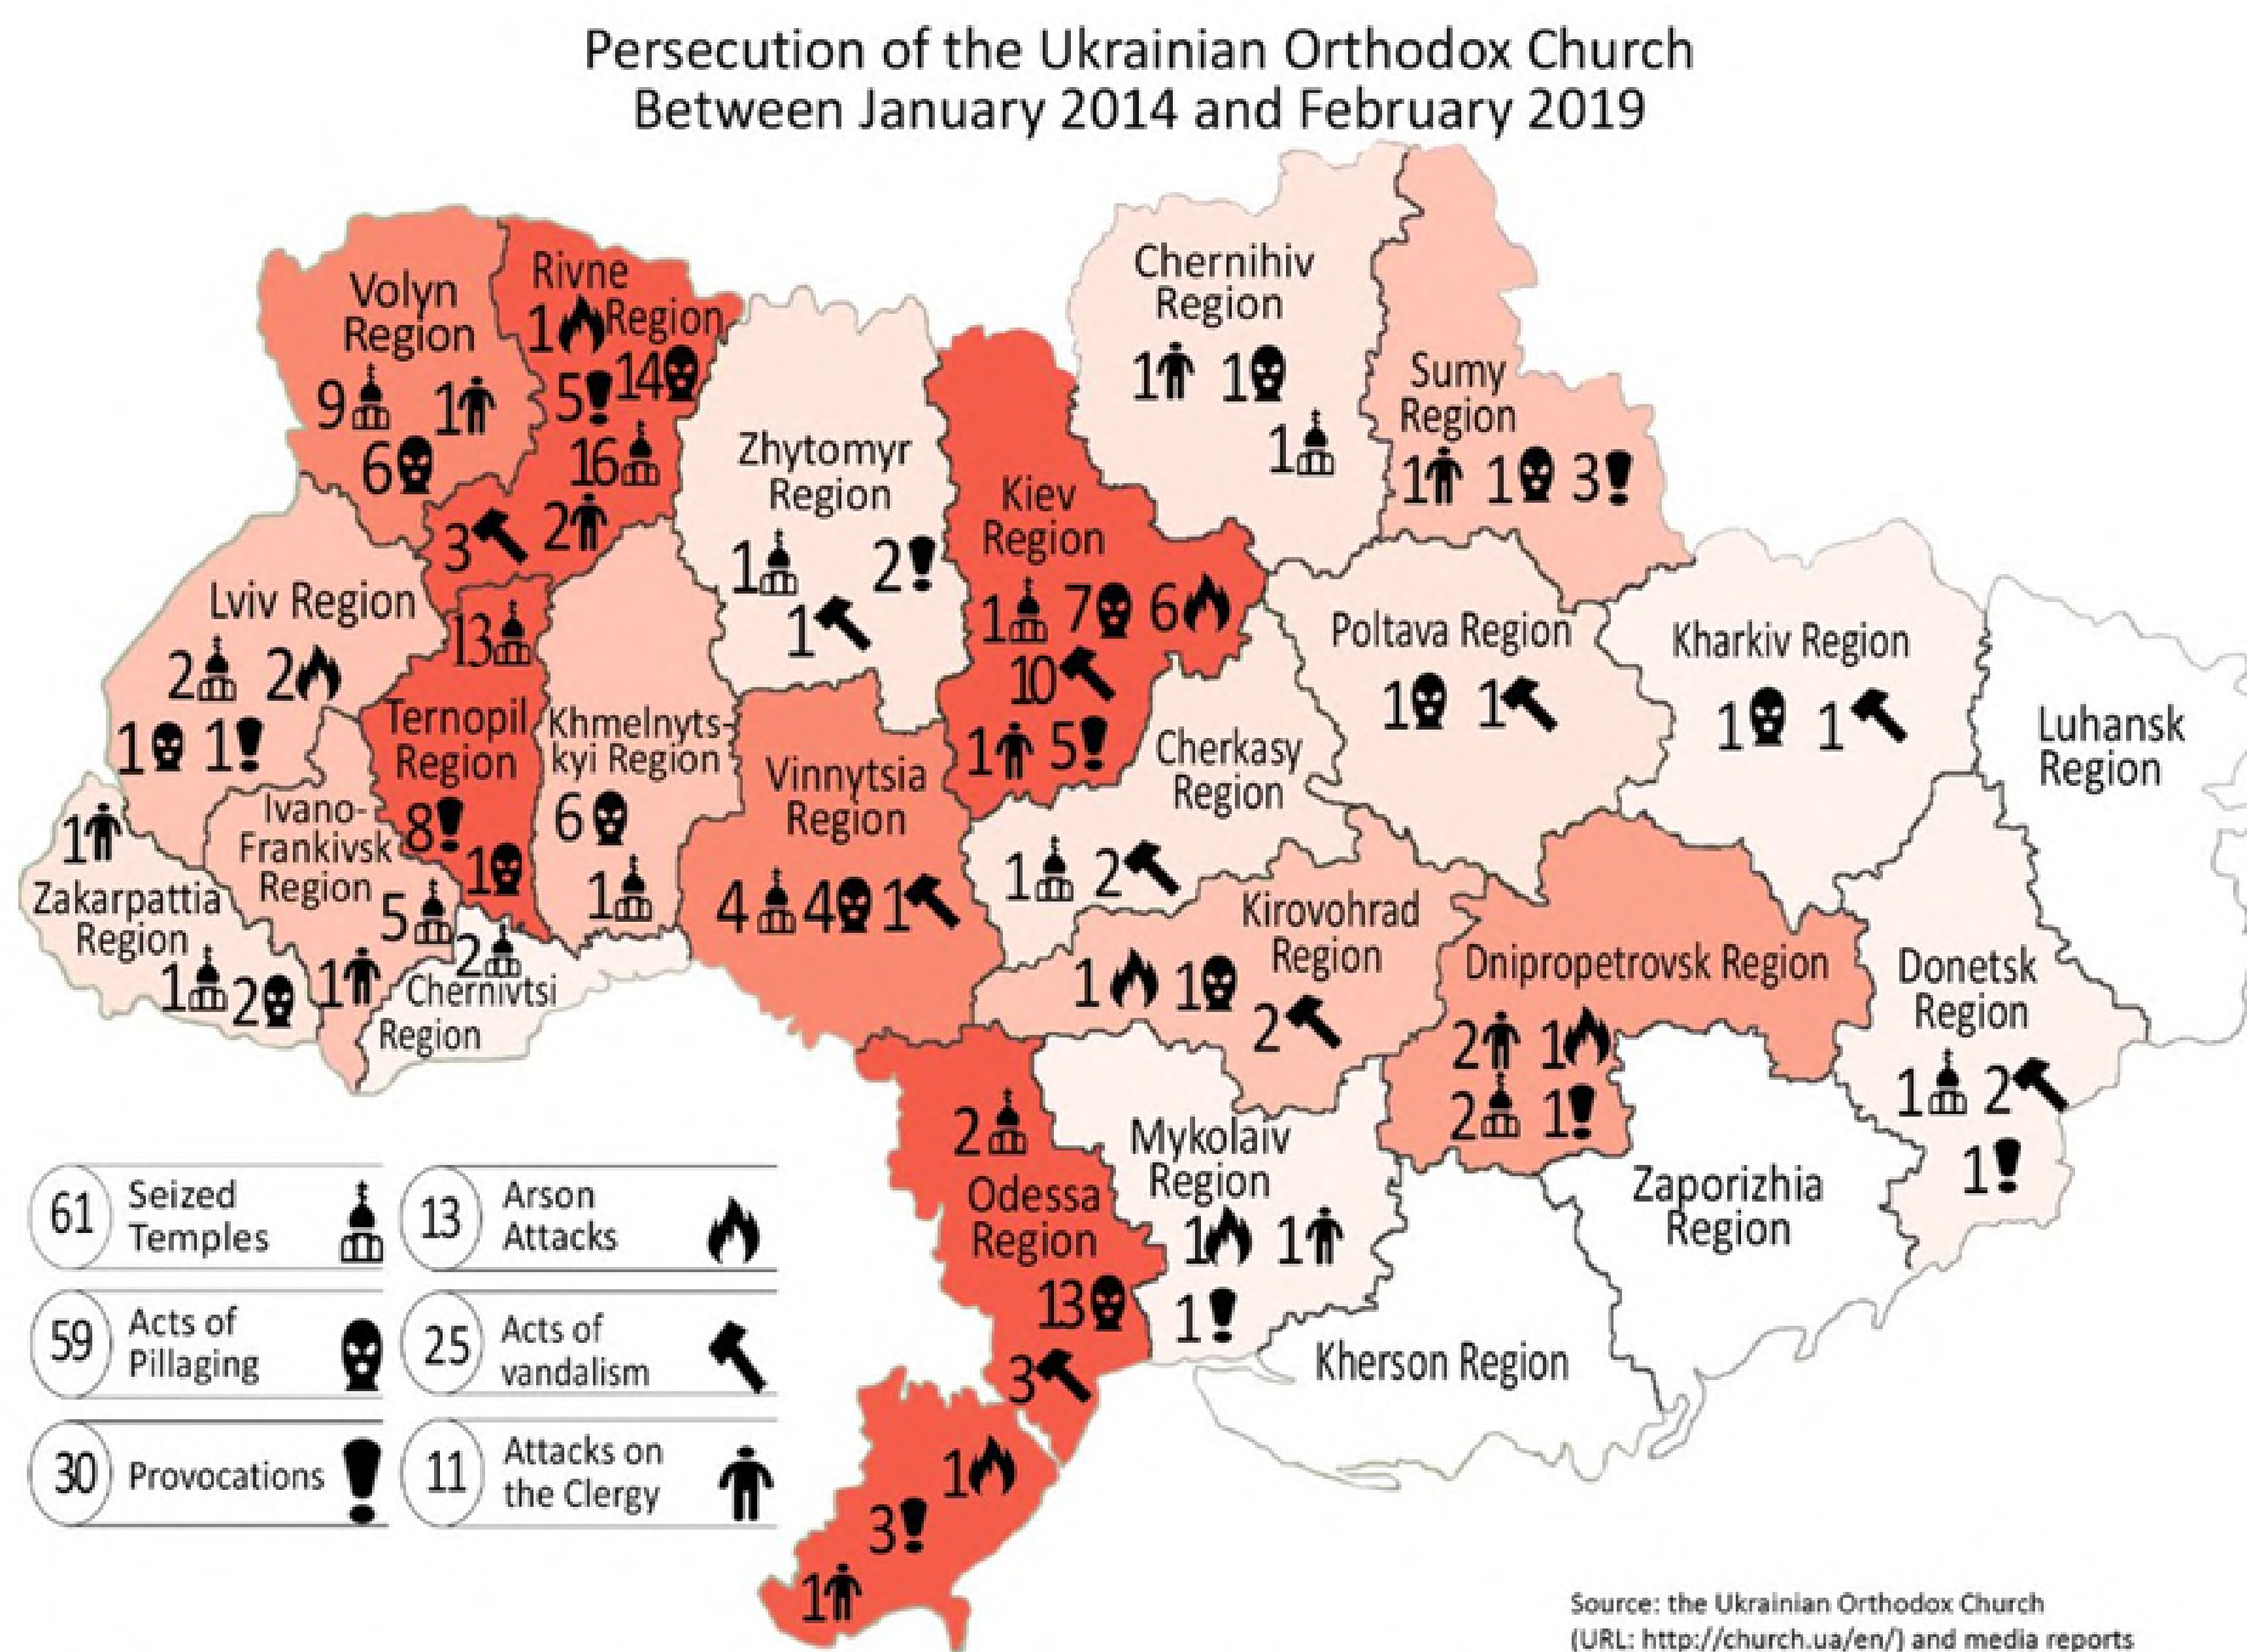 Persecution of the Ukrainian Orthodox Church
Between January 2014 and February 2019
Volyn
Region
9 1
6
Rivne
1 Region
5 14
16
3 2
Zhytomyr
Region
1 2
1
Kiev
Region
1 7 6
10
1 5
Chernihiv
Region
1 1
1
Sumy
Region
1 1 3
Lviv Region
2 2
1 1
13
Ternopil
Region
8
1
Khmelnyts-
kyi Region
6
1
Vinnytsia
Region
4 4 1
Cherkasy
Region
1 2
Poltava Region
1 1
Kharkiv Region
1 1
Luhansk
Region
1
Zakarpattia
Region
1 2
Ivano-
Frankivsk
Region
5
1
2
Chernivtsi
Region
Kirovohrad
Region
1 1
2
Dnipropetrovsk Region
2 1
2 1
Donetsk
Region
1 2
1
2
Odessa
Region
13
3
1
3
1
Mykolaiv
Region
1 1
1
Zaporizhia
Region
Kherson Region
61 Seized
Temples
13 Arson
Attacks
59 Acts of
Pillaging
25 Acts of
vandalism
30 Provocations
11 Attacks on
the Clergy
Source: the Ukrainian Orthodox Church
(URL: http://church.ua/en/) and media reports